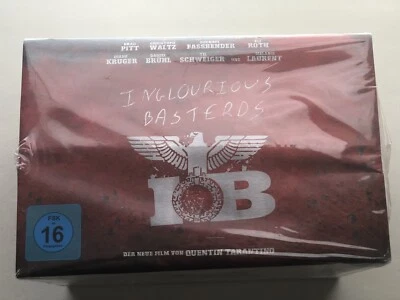 PITT WALTZ FASSBENDER ROTH
KRUGER BRÜHL SCHWEIGER LAURENT
INGLOURIOUS
BASTERDS
IB
FSK
16
DER NEUE FILM VON QUENTIN TARANTINO